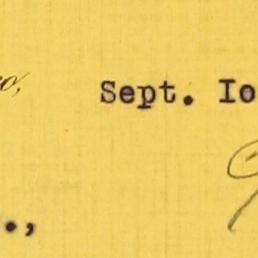 o,
Sept. Io
.,